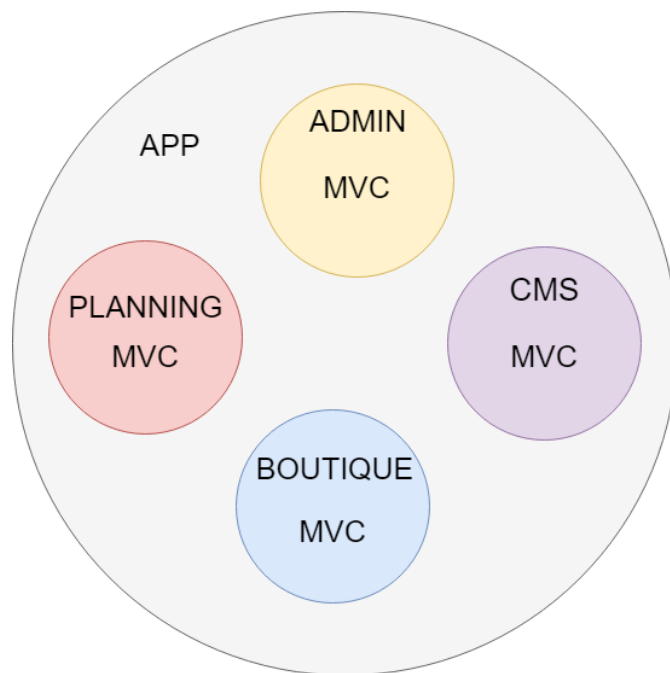 APP
ADMIN
MVC
PLANNING
MVC
CMS
MVC
BOUTIQUE
MVC